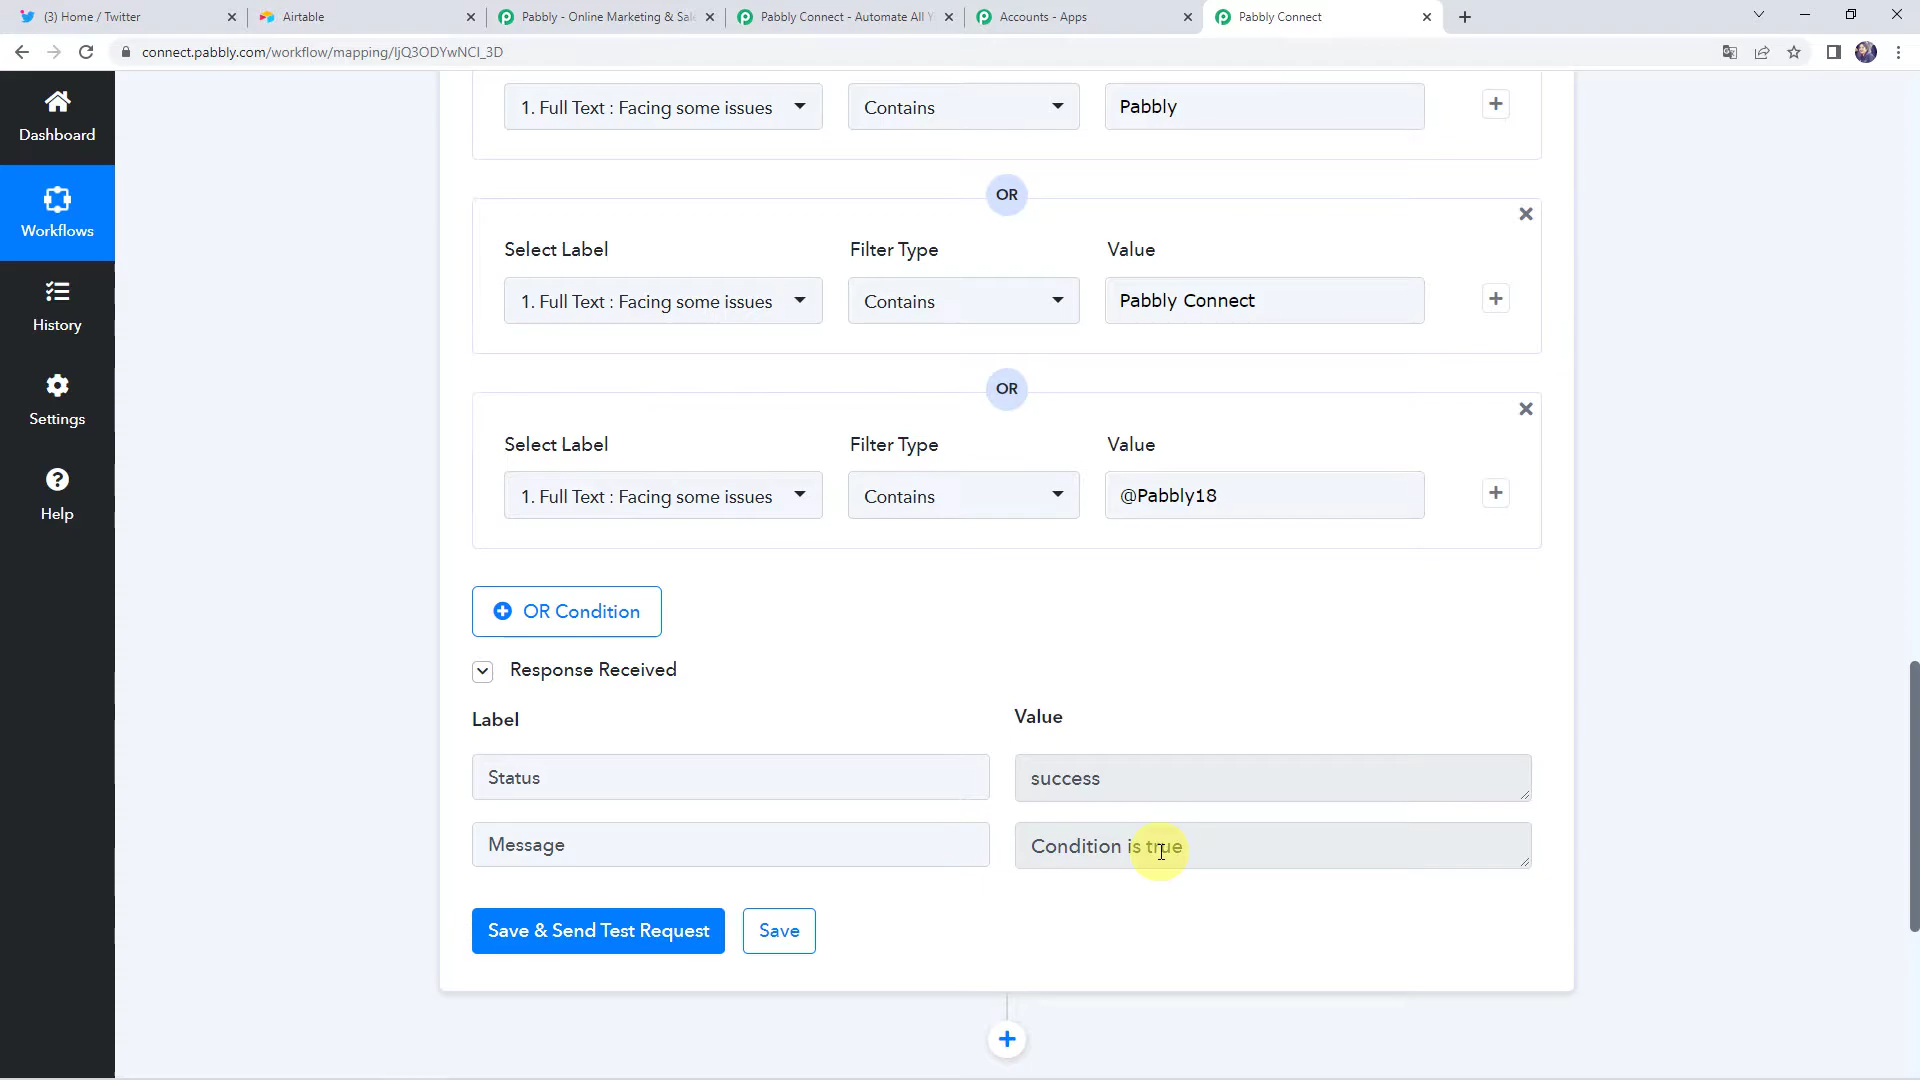 (3) Home / Twitter
Airtable
Pabbly - Online Marketing & Sal
Pabbly Connect - Automate All Y
Accounts - Apps
Pabbly Connect
connect.pabbly.com/workflow/mapping/IjQ3ODYwNCI_3D
Dashboard
Workflows
History
Settings
Help
1. Full Text : Facing some issues
Contains
Pabbly
OR
Select Label
Filter Type
Value
1. Full Text : Facing some issues
Contains
Pabbly Connect
OR
Select Label
Filter Type
Value
1. Full Text : Facing some issues
Contains
@Pabbly18
OR Condition
Response Received
Label
Value
Status
success
Message
Condition is true
Save & Send Test Request
Save